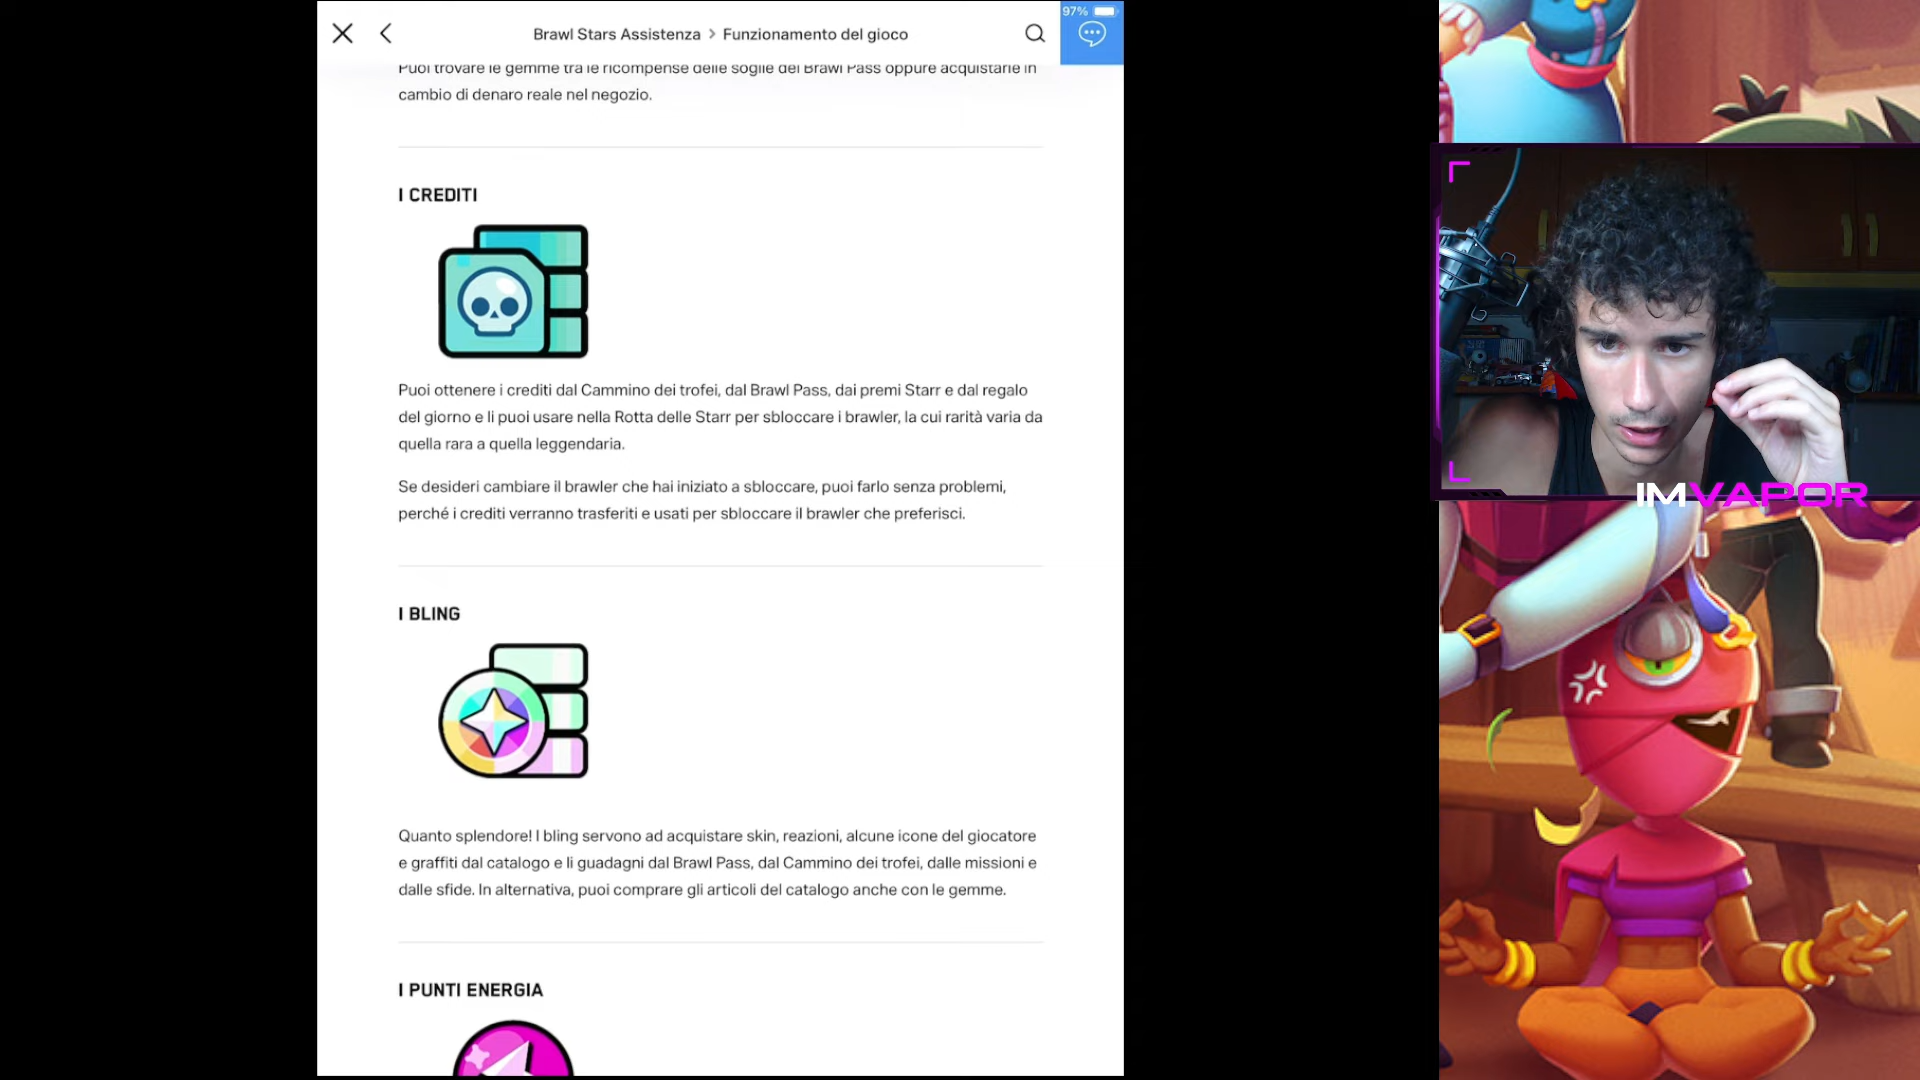 97%
Brawl Stars Assistenza > Funzionamento del gioco
Puoi trovare le gemme tra le ricompense delle soglie del Brawl Pass oppure acquistarle in
cambio di denaro reale nel negozio.
I CREDITI
Puoi ottenere i crediti dal Cammino dei trofei, dal Brawl Pass, dai premi Starr e dal regalo
del giorno e li puoi usare nella Rotta delle Starr per sbloccare i brawler, la cui rarità varia da
quella rara a quella leggendaria.
Se desideri cambiare il brawler che hai iniziato a sbloccare, puoi farlo senza problemi,
perché i crediti verranno trasferiti e usati per sbloccare il brawler che preferisci.
I BLING
Quanto splendore! I bling servono ad acquistare skin, reazioni, alcune icone del giocatore
e graffiti dal catalogo e li guadagni dal Brawl Pass, dal Cammino dei trofei, dalle missioni e
dalle sfide. In alternativa, puoi comprare gli articoli del catalogo anche con le gemme.
I PUNTI ENERGIA
IMVAPOR